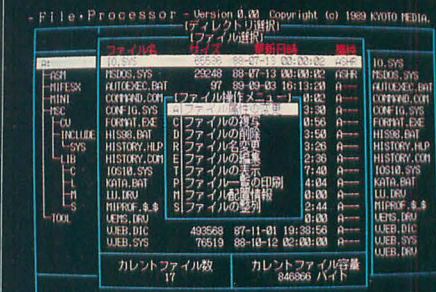 - File・Processor - Version 0.00 Copyright (c) 1989 KYOTO MEDIA.
[ディレクトリ選択]
[ファイル選択]
ファイル名 サイズ 更新日時 属性
A:
ASM
MIFESX
MINI
MSC
CV
INCLUDE
SYS
LIB
C
L
M
S
TOOL
IO.SYS 65536 88-07-13 00:00:02 ASHR
MSDOS.SYS 29248 88-07-13 00:00:02 ASHR
AUTOEXEC.BAT 97 89-03-03 16:13:20 A
COMMAND.COM
CONFIG.SYS
FORMAT.EXE
HIS98.BAT
HISTORY.HLP
HISTORY.COM
IOS10.SYS
KATA.BAT
LU.DRV
MIPROF.$_$
VEMS.DRV
VJEB.DIC 493568 87-11-01 19:38:56 A
VJEB.SYS 76519 88-10-12 02:00:00 A
[ファイル操作メニュー]
A ファイル属性の変更
C ファイルの複写
D ファイルの削除
R ファイル名変更
E ファイルの編集
T ファイルの表示
P ファイル一覧の印刷
M ファイル配置情報
S ファイルの整列
IO.SYS
MSDOS.SYS
AUTOEXEC.BAT
COMMAND.COM
CONFIG.SYS
FORMAT.EXE
HIS98.BAT
HISTORY.HLP
HISTORY.COM
IOS10.SYS
KATA.BAT
LU.DRV
MIPROF.$_$
VEMS.DRV
VJEB.DIC
VJEB.SYS
カレントファイル数
17
カレントファイル容量
846866 バイト